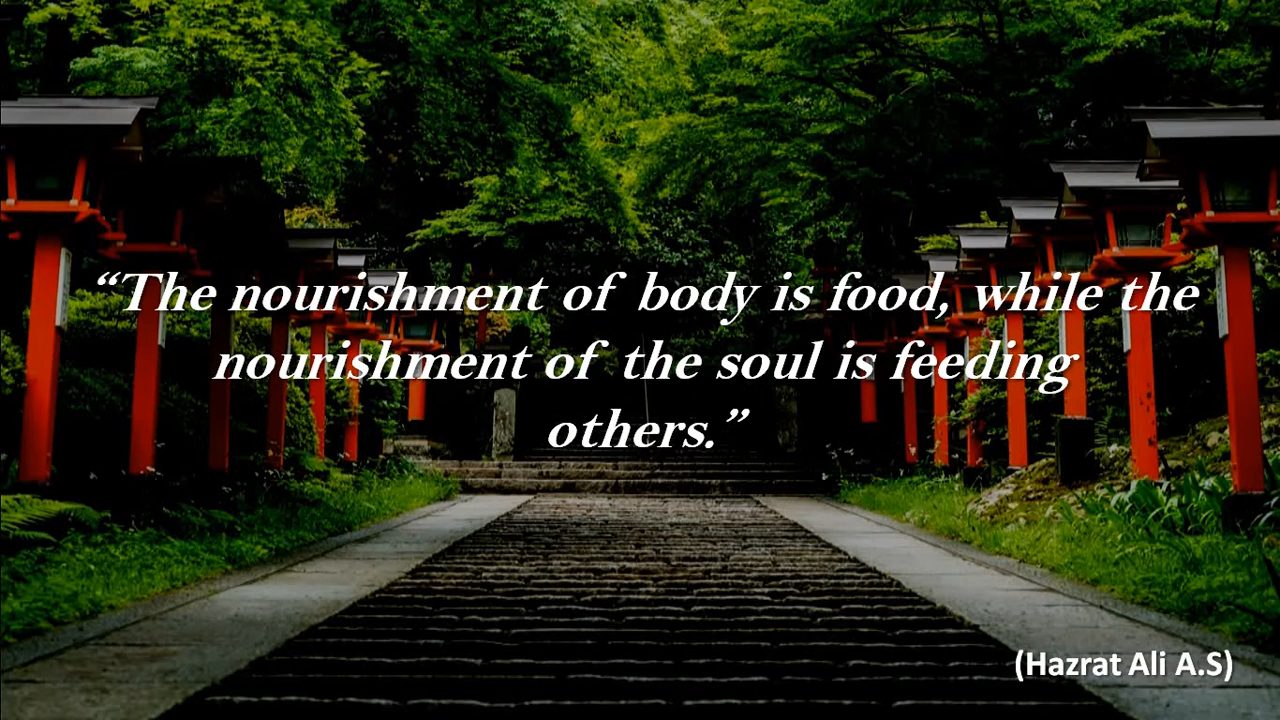 “The nourishment of body is food, while the
nourishment of the soul is feeding
others.”
(Hazrat Ali A.S)